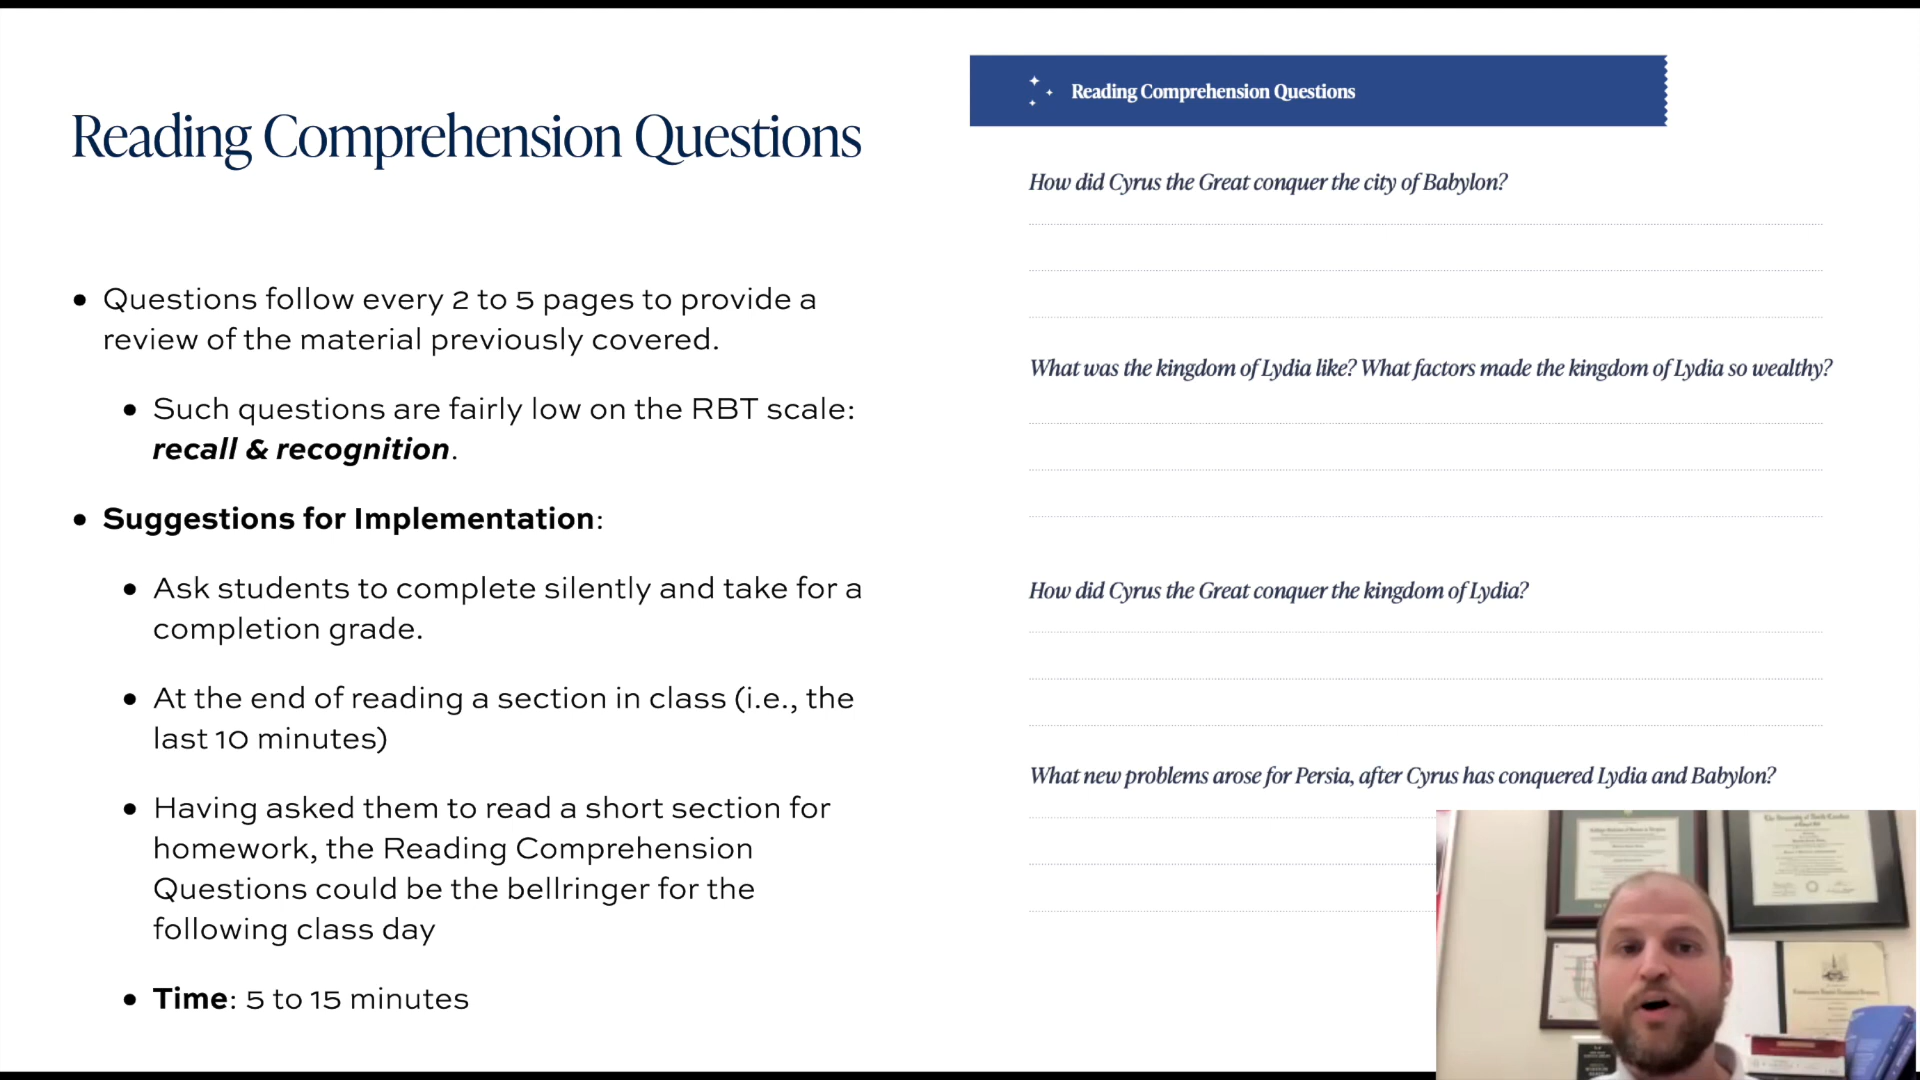 Reading Comprehension Questions
Questions follow every 2 to 5 pages to provide a
review of the material previously covered.
Such questions are fairly low on the RBT scale:
recall & recognition.
Suggestions for Implementation:
Ask students to complete silently and take for a
completion grade.
At the end of reading a section in class (i.e., the
last 10 minutes)
Having asked them to read a short section for
homework, the Reading Comprehension
Questions could be the bellringer for the
following class day
Time: 5 to 15 minutes
Reading Comprehension Questions
How did Cyrus the Great conquer the city of Babylon?
What was the kingdom of Lydia like? What factors made the kingdom of Lydia so wealthy?
How did Cyrus the Great conquer the kingdom of Lydia?
What new problems arose for Persia, after Cyrus has conquered Lydia and Babylon?
The University of North Carolina